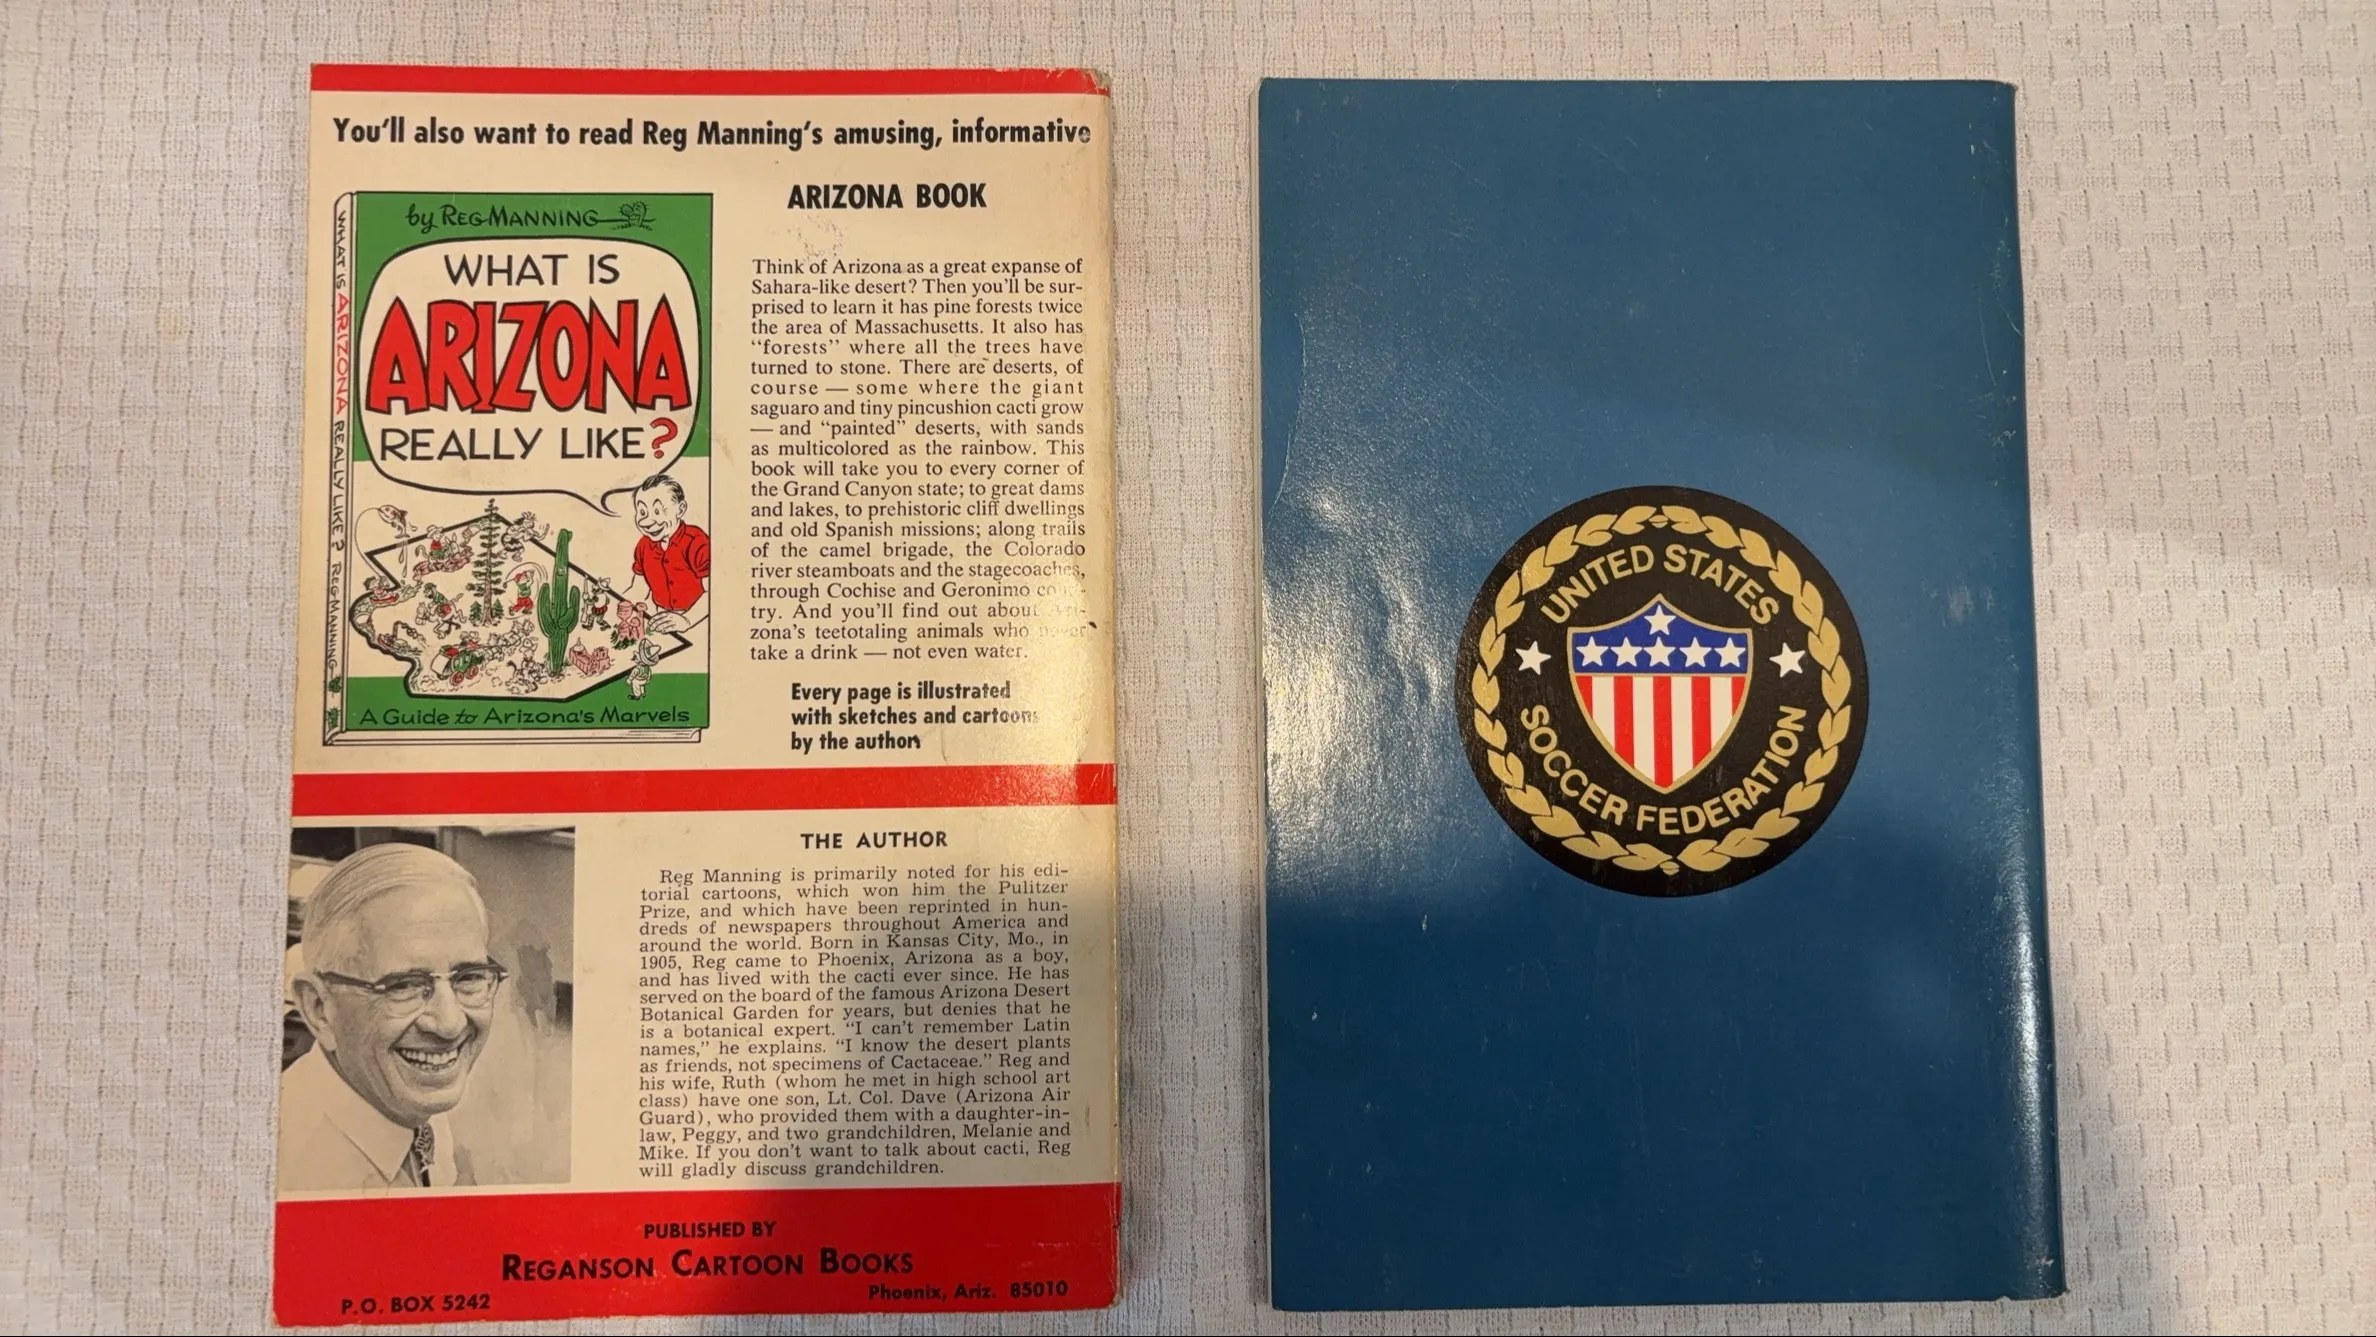 You'll also want to read Reg Manning's amusing, informative
ARIZONA BOOK
by REG MANNING
WHAT IS
ARIZONA
REALLY LIKE?
A Guide to Arizona's Marvels
WHAT IS ARIZONA REALLY LIKE? REG MANNING
Think of Arizona as a great expanse of
Sahara-like desert? Then you'll be sur-
prised to learn it has pine forests twice
the area of Massachusetts. It also has
"forests" where all the trees have
turned to stone. There are deserts, of
course — some where the giant
saguaro and tiny pincushion cacti grow
— and "painted" deserts, with sands
as multicolored as the rainbow. This
book will take you to every corner of
the Grand Canyon state; to great dams
and lakes, to prehistoric cliff dwellings
and old Spanish missions; along trails
of the camel brigade, the Colorado
river steamboats and the stagecoaches,
through Cochise and Geronimo coun-
try. And you'll find out about Ari-
zona's teetotaling animals who never
take a drink — not even water.
Every page is illustrated
with sketches and cartoons
by the author
THE AUTHOR
Reg Manning is primarily noted for his edi-
torial cartoons, which won him the Pulitzer
Prize, and which have been reprinted in hun-
dreds of newspapers throughout America and
around the world. Born in Kansas City, Mo., in
1905, Reg came to Phoenix, Arizona as a boy,
and has lived with the cacti ever since. He has
served on the board of the famous Arizona Desert
Botanical Garden for years, but denies that he
is a botanical expert. "I can't remember Latin
names," he explains. "I know the desert plants
as friends, not specimens of Cactaceae." Reg and
his wife, Ruth (whom he met in high school art
class) have one son, Lt. Col. Dave (Arizona Air
Guard), who provided them with a daughter-in-
law, Peggy, and two grandchildren, Melanie and
Mike. If you don't want to talk about cacti, Reg
will gladly discuss grandchildren.
PUBLISHED BY
REGANSON CARTOON BOOKS
P.O. BOX 5242
Phoenix, Ariz. 85010
UNITED STATES
SOCCER FEDERATION